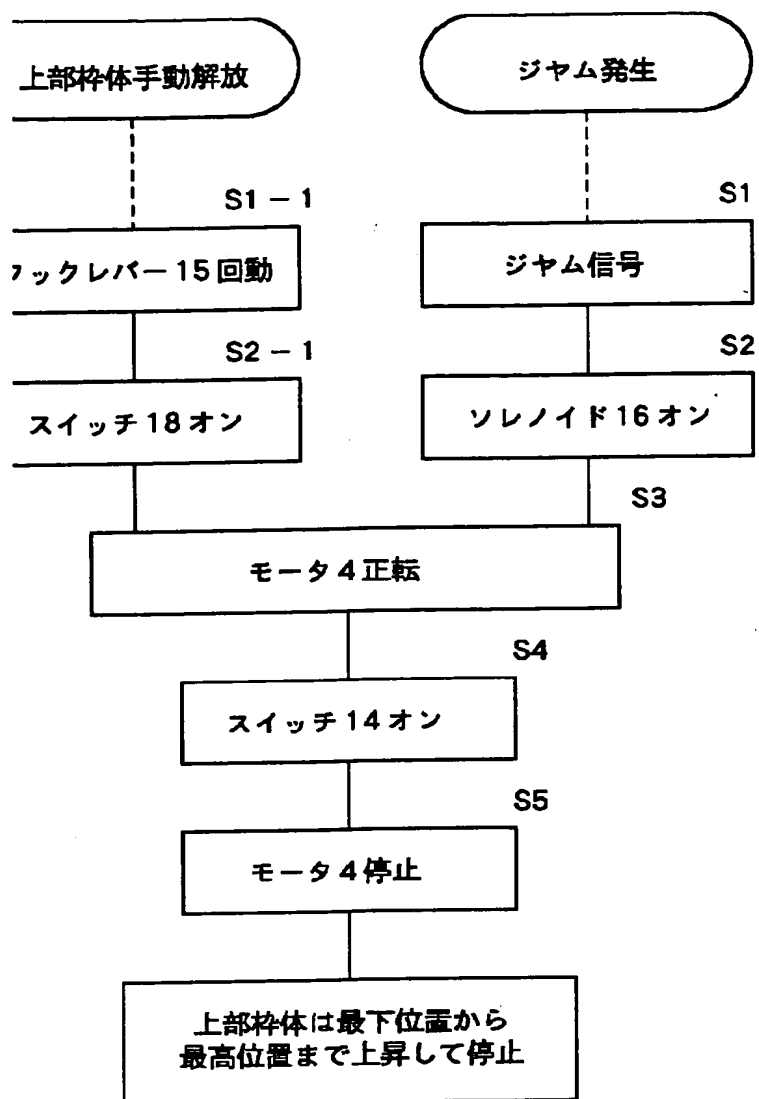 上部枠体手動解放
ジヤム発生
S1-1
S1
フックレバー15回動
ジヤム信号
S2-1
S2
スイッチ18オン
ソレノイド16オン
S3
モータ4正転
S4
スイッチ14オン
S5
モータ4停止
上部枠体は最下位置から
最高位置まで上昇して停止